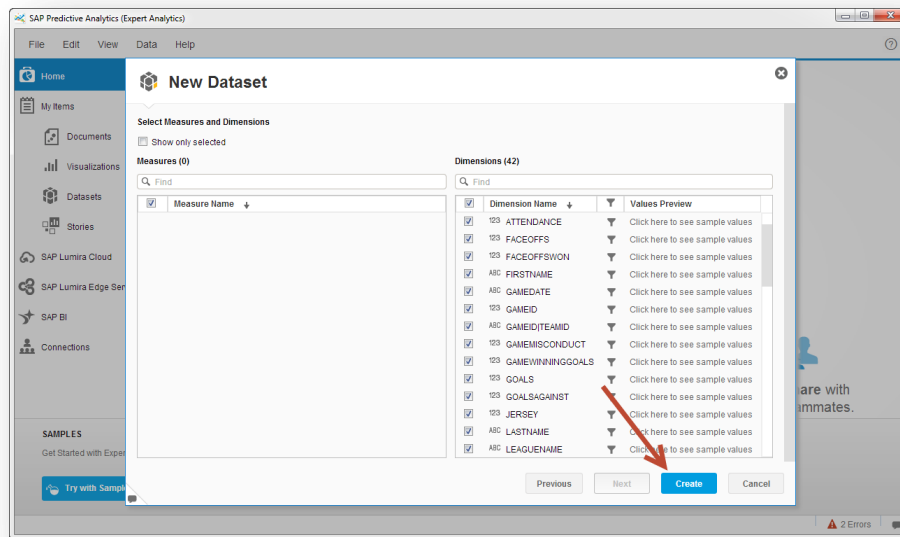 SAP Predictive Analytics (Expert Analytics)
File Edit View Data Help
Home
My Items
Documents
Visualizations
Datasets
Stories
SAP Lumira Cloud
SAP Lumira Edge Ser
SAP BI
Connections
SAMPLES
Get Started with Exper
Try with Sampl
New Dataset
Select Measures and Dimensions
Show only selected
Measures (0)
Find
Measure Name
Dimensions (42)
Find
Dimension Name Values Preview
123 ATTENDANCE Click here to see sample values
123 FACEOFFS Click here to see sample values
123 FACEOFFSWON Click here to see sample values
ABC FIRSTNAME Click here to see sample values
ABC GAMEDATE Click here to see sample values
123 GAMEID Click here to see sample values
ABC GAMEID|TEAMID Click here to see sample values
123 GAMEMISCONDUCT Click here to see sample values
123 GAMEWINNINGGOALS Click here to see sample values
123 GOALS Click here to see sample values
123 GOALSAGAINST Click here to see sample values
123 JERSEY Click here to see sample values
ABC LASTNAME Click here to see sample values
ABC LEAGUENAME Click here to see sample values
Previous Next Create Cancel
are with
ammates.
2 Errors